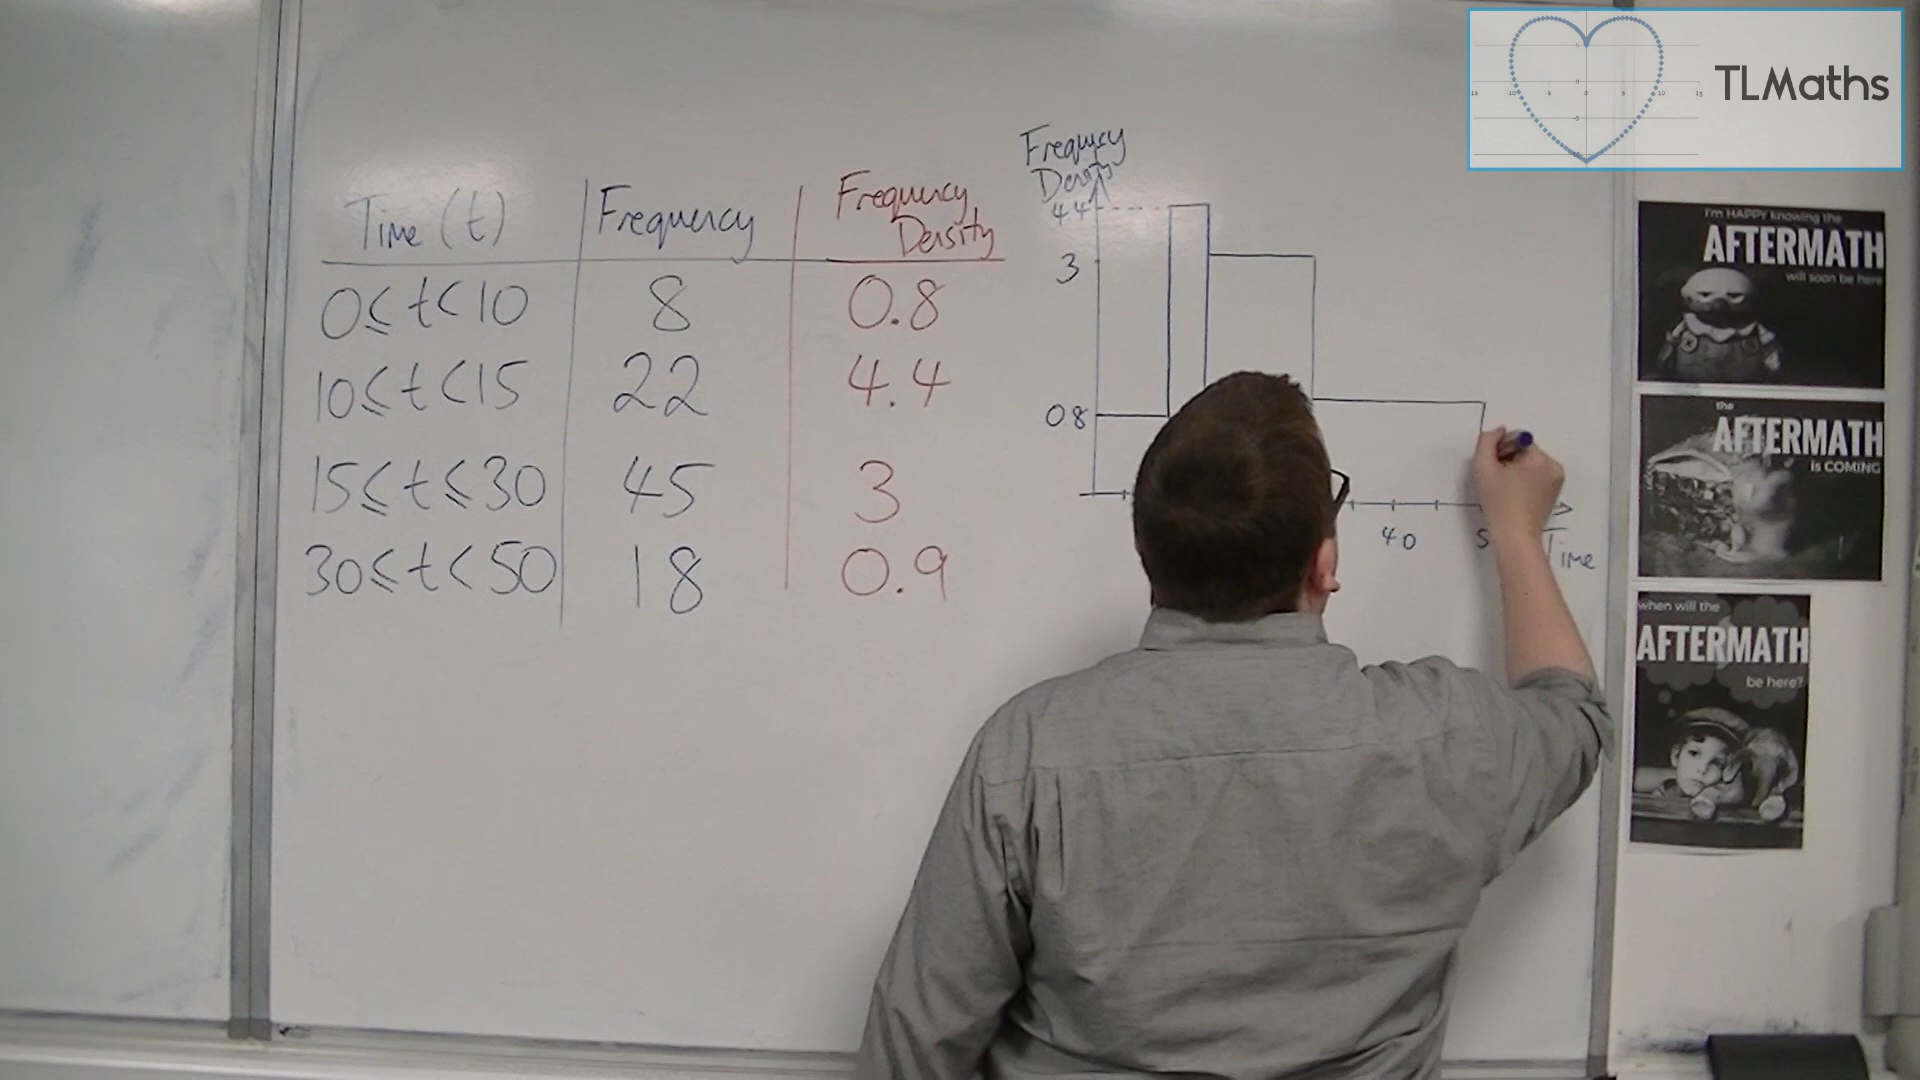 TLMaths
Time (t) Frequency Frequency Density
0≤t<10 8 0.8
10≤t<15 22 4.4
15≤t≤30 45 3
30≤t<50 18 0.9
Frequency
Density
4.4
3
0.8
40 5
Time
I'm HAPPY knowing the
AFTERMATH
will soon be here
the
AFTERMATH
is COMING
when will the
AFTERMATH
be here?